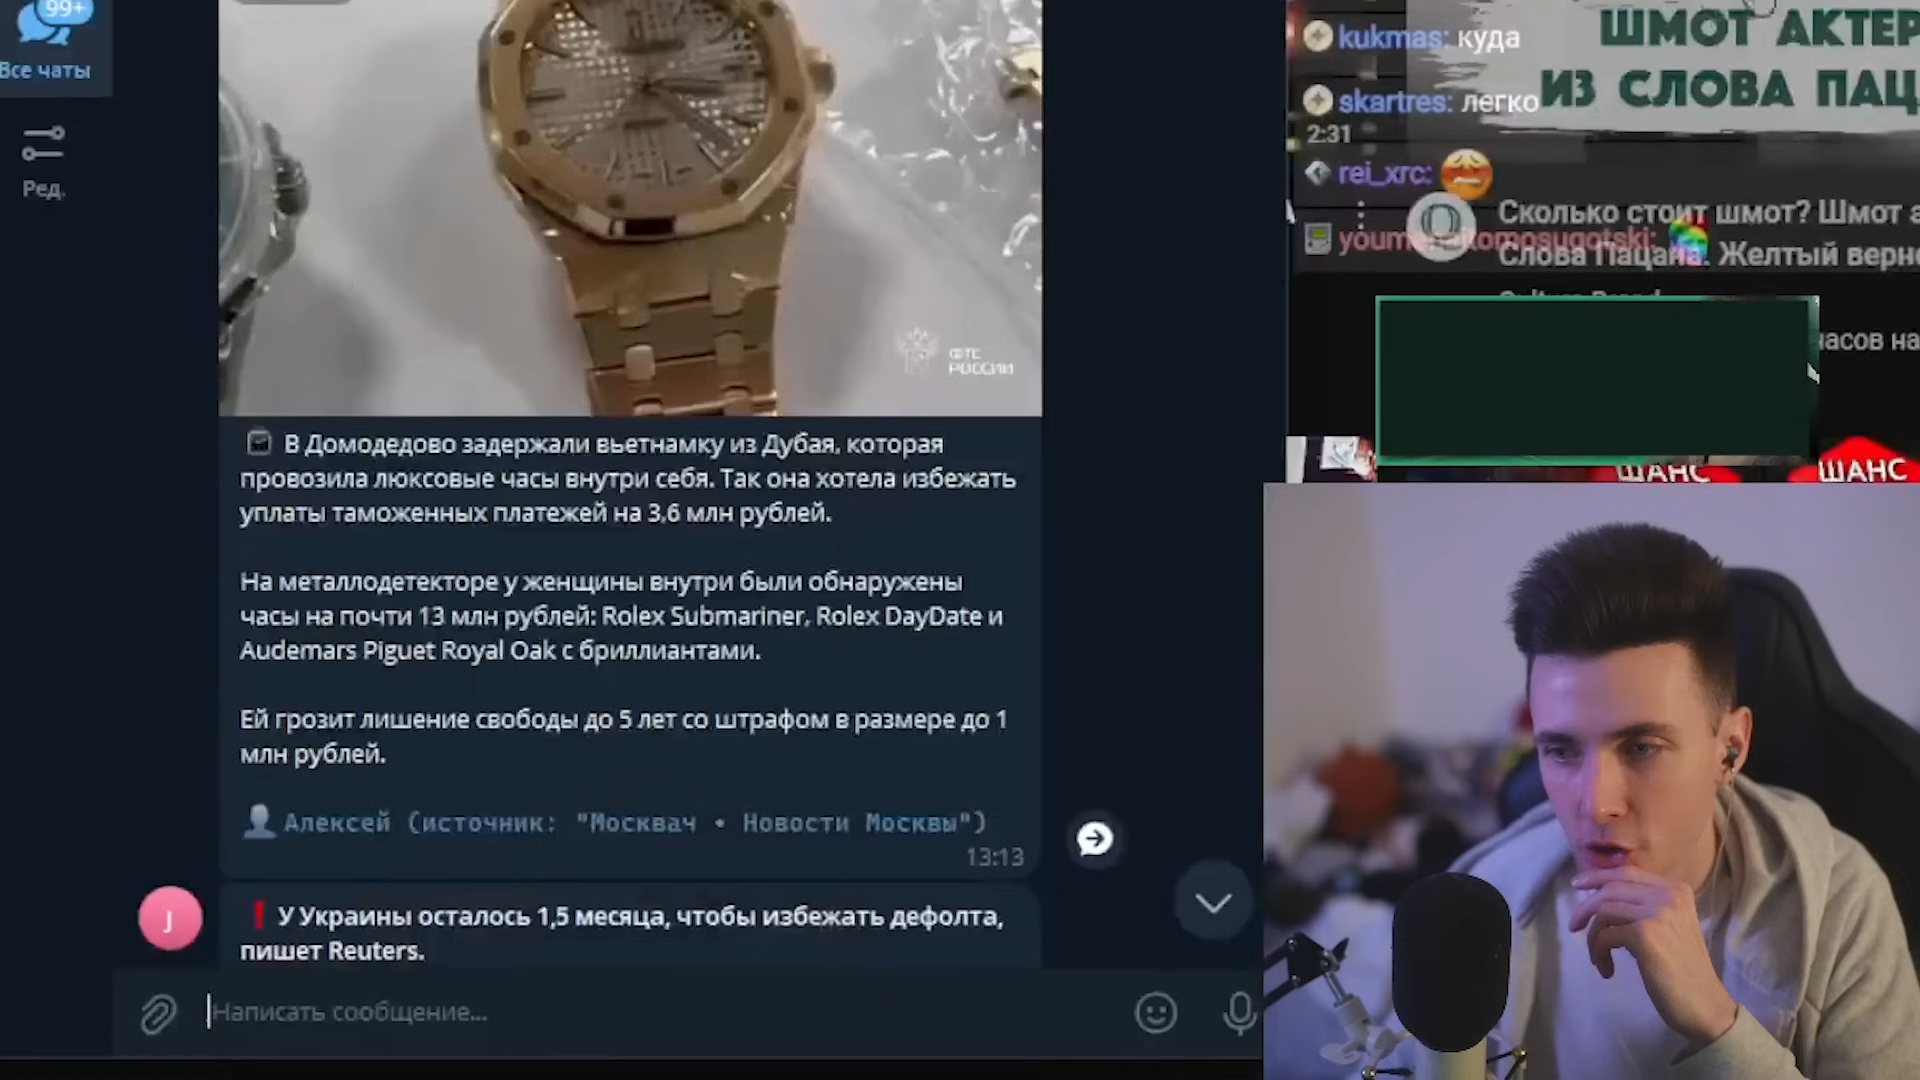 99+
Все чаты
Ред.
ФТС
РОССИИ
В Домодедово задержали вьетнамку из Дубая, которая
провозила люксовые часы внутри себя. Так она хотела избежать
уплаты таможенных платежей на 3,6 млн рублей.
На металлодетекторе у женщины внутри были обнаружены
часы на почти 13 млн рублей: Rolex Submariner, Rolex DayDate и
Audemars Piguet Royal Oak с бриллиантами.
Ей грозит лишение свободы до 5 лет со штрафом в размере до 1
млн рублей.
Алексей (источник: "Москвач • Новости Москвы")
13:13
J
❗ У Украины осталось 1,5 месяца, чтобы избежать дефолта,
пишет Reuters.
Написать сообщение...
kukmas: куда
skartres: легко
2:31
rei_xrc:
ШМОТ АКТЕР
ИЗ СЛОВА ПАЦ
Сколько стоит шмот? Шмот а
Слова Пацана. Желтый верн
часов на
ШАНС
ШАНС